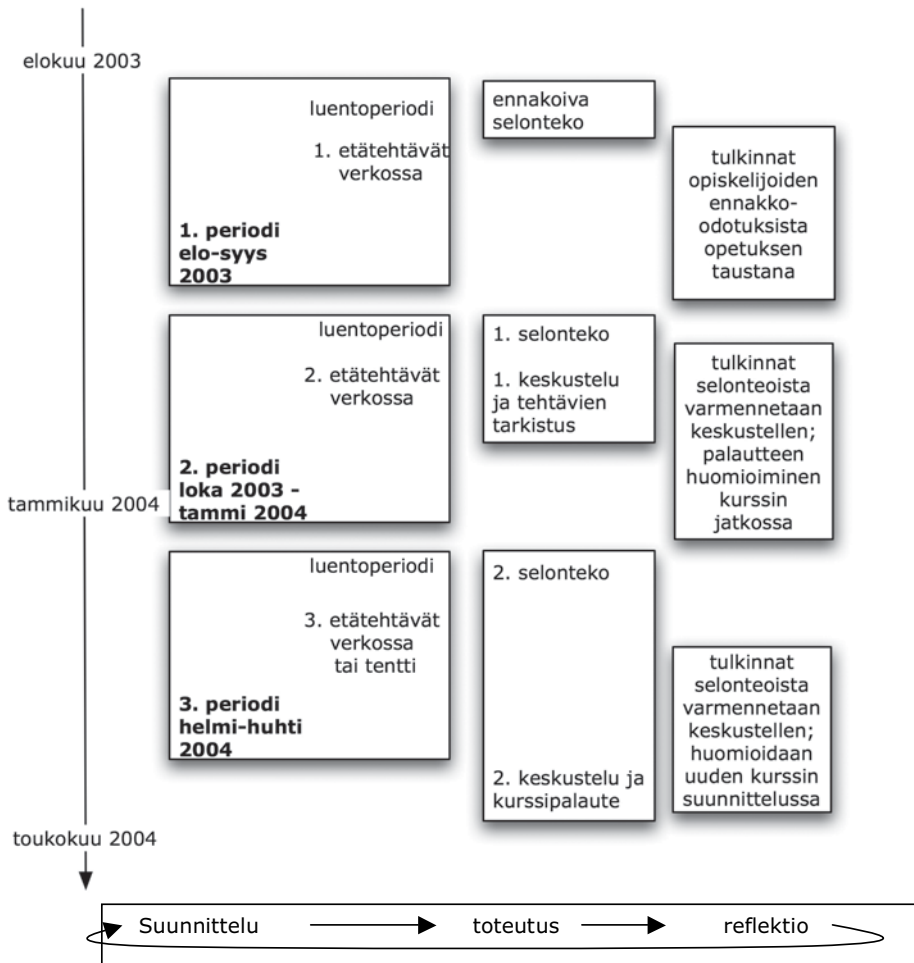 elokuu 2003
luentoperiodi
1. etätehtävät
verkossa
1. periodi
elo-syys
2003
ennakoiva
selonteko
tulkinnat
opiskelijoiden
ennakko-
odotuksista
opetuksen
taustana
luentoperiodi
2. etätehtävät
verkossa
2. periodi
loka 2003 -
tammi 2004
1. selonteko
1. keskustelu
ja tehtävien
tarkistus
tulkinnat
selonteoista
varmennetaan
keskustellen;
palautteen
huomioiminen
kurssin
jatkossa
tammikuu 2004
luentoperiodi
3. etätehtävät
verkossa
tai tentti
3. periodi
helmi-huhti
2004
2. selonteko
2. keskustelu ja
kurssipalaute
tulkinnat
selonteoista
varmennetaan
keskustellen;
huomioidaan
uuden kurssin
suunnittelussa
toukokuu 2004
Suunnittelu toteutus reflektio